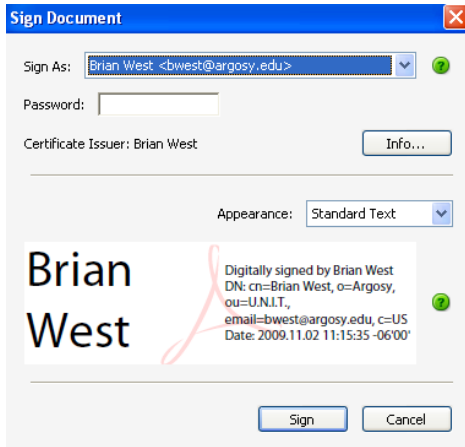 Sign Document
Sign As: Brian West <bwest@argosy.edu>
Password:
Certificate Issuer: Brian West
Info...
Appearance: Standard Text
Brian
West
Digitally signed by Brian West
DN: cn=Brian West, o=Argosy,
ou=U.N.I.T.,
email=bwest@argosy.edu, c=US
Date: 2009.11.02 11:15:35 -06'00'
Sign
Cancel